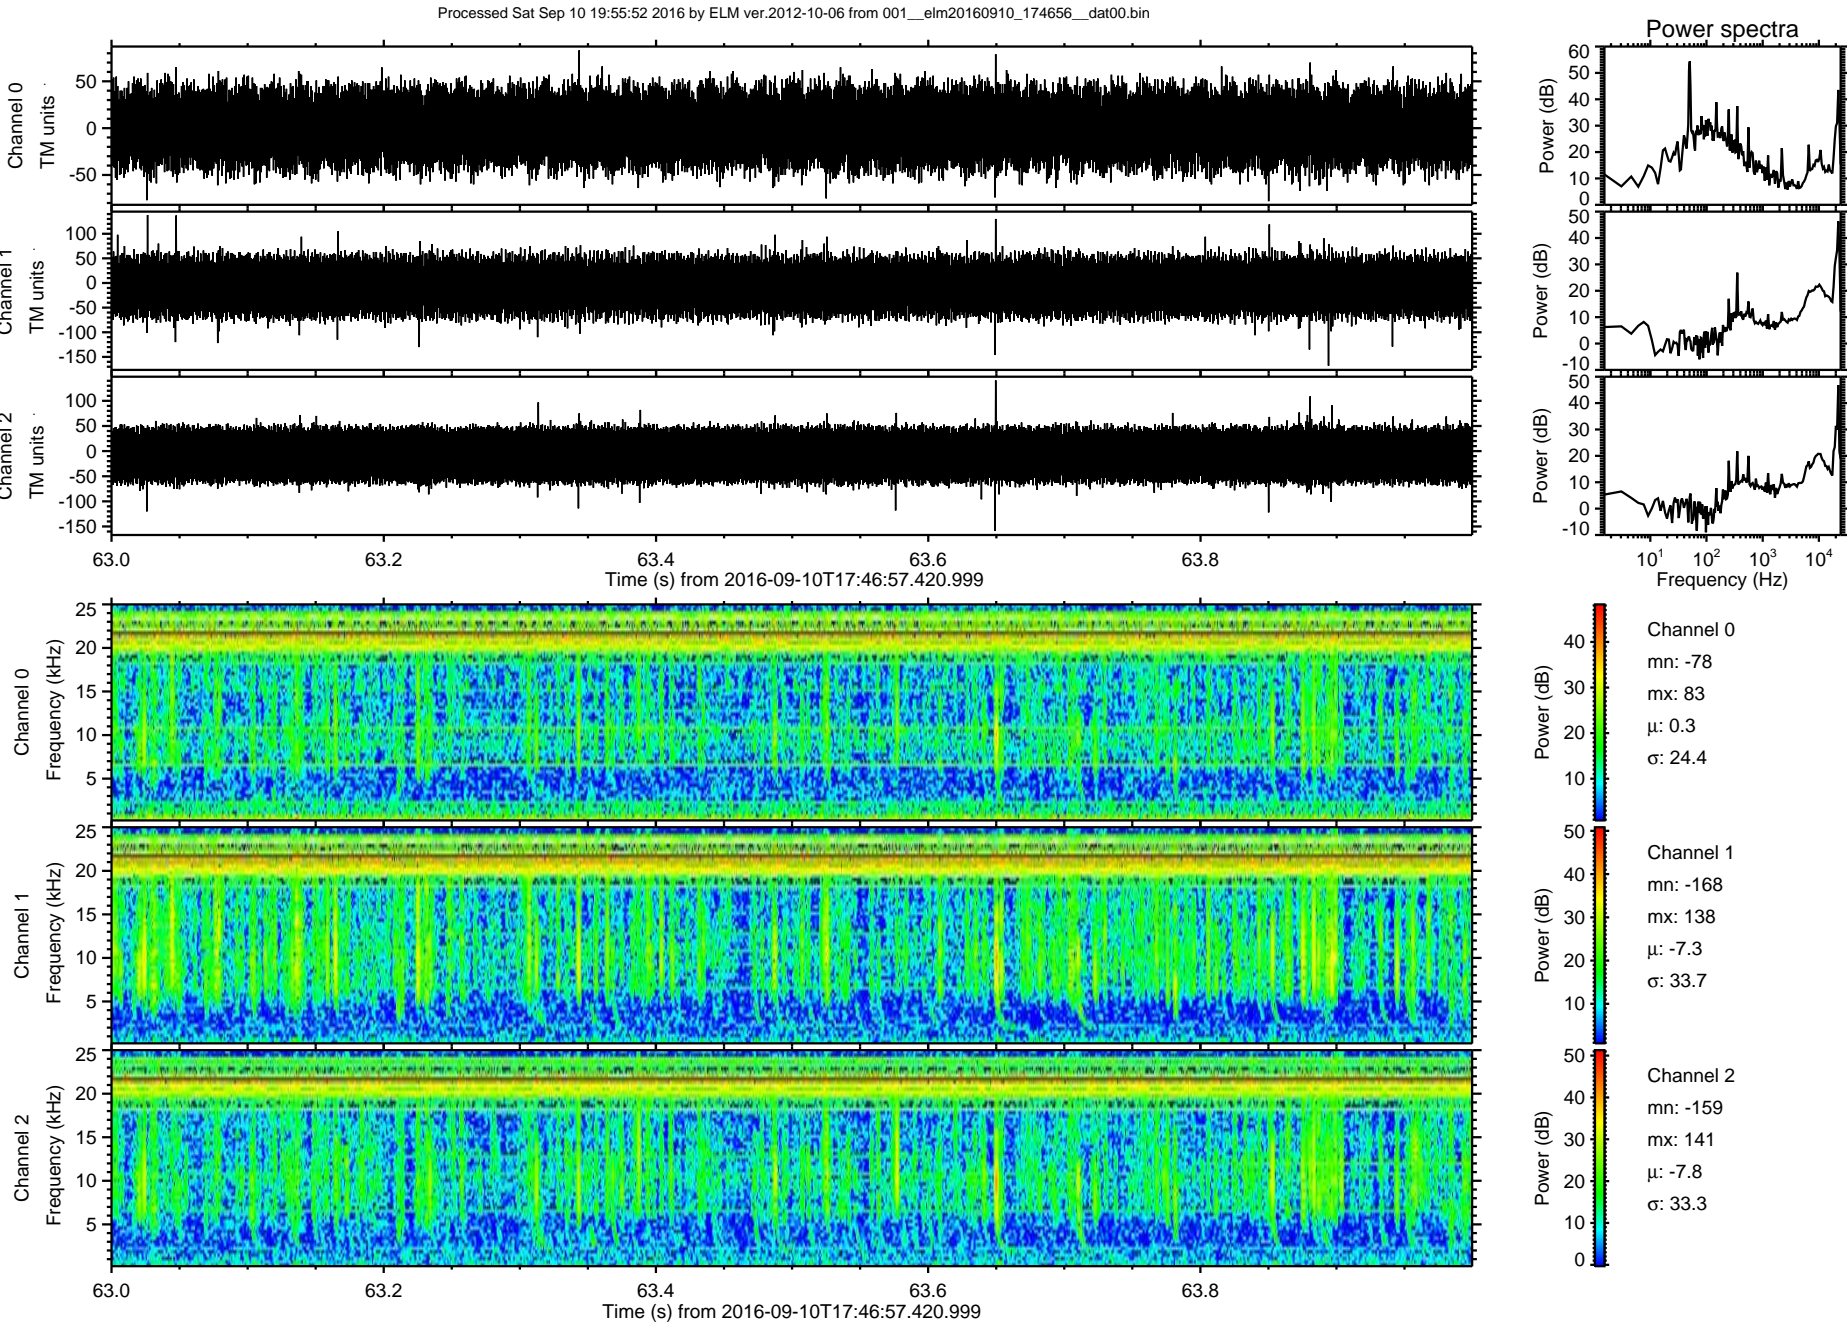 Processed Sat Sep 10 19:55:52 2016 by ELM ver.2012-10-06 from 001__elm20160910_174656__dat00.bin
Power spectra
Channel 0
TM units
50
0
-50
Power (dB)
60
50
40
30
20
10
0
Channel 1
TM units
100
50
0
-50
-100
-150
Power (dB)
50
40
30
20
10
0
-10
Channel 2
TM units
100
50
0
-50
-100
-150
Power (dB)
50
40
30
20
10
0
-10
63.0 63.2 63.4 63.6 63.8
Time (s) from 2016-09-10T17:46:57.420.999
10¹ 10² 10³ 10⁴
Frequency (Hz)
Channel 0
Frequency (kHz)
25
20
15
10
5
Power (dB)
40
30
20
10
Channel 0
mn: -78
mx: 83
μ: 0.3
σ: 24.4
Channel 1
Frequency (kHz)
25
20
15
10
5
Power (dB)
50
40
30
20
10
Channel 1
mn: -168
mx: 138
μ: -7.3
σ: 33.7
Channel 2
Frequency (kHz)
25
20
15
10
5
Power (dB)
50
40
30
20
10
0
Channel 2
mn: -159
mx: 141
μ: -7.8
σ: 33.3
63.0 63.2 63.4 63.6 63.8
Time (s) from 2016-09-10T17:46:57.420.999